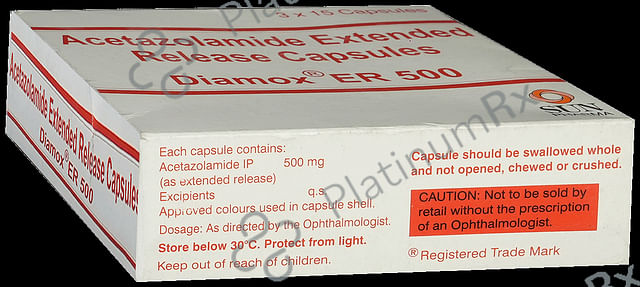 3 x 15 Capsules
Acetazolamide Extended
Release Capsules
Diamox® ER 500
SUN
PHARMA
Acetazolamide Extended Release Capsules
Diamox® ER 500
Each capsule contains:
Acetazolamide IP 500 mg
(as extended release)
Excipients q.s.
Approved colours used in capsule shell.
Dosage: As directed by the Ophthalmologist.
Store below 30°C. Protect from light.
Keep out of reach of children.
Capsule should be swallowed whole
and not opened, chewed or crushed.
CAUTION: Not to be sold by
retail without the prescription
of an Ophthalmologist.
® Registered Trade Mark
PlatinumRx